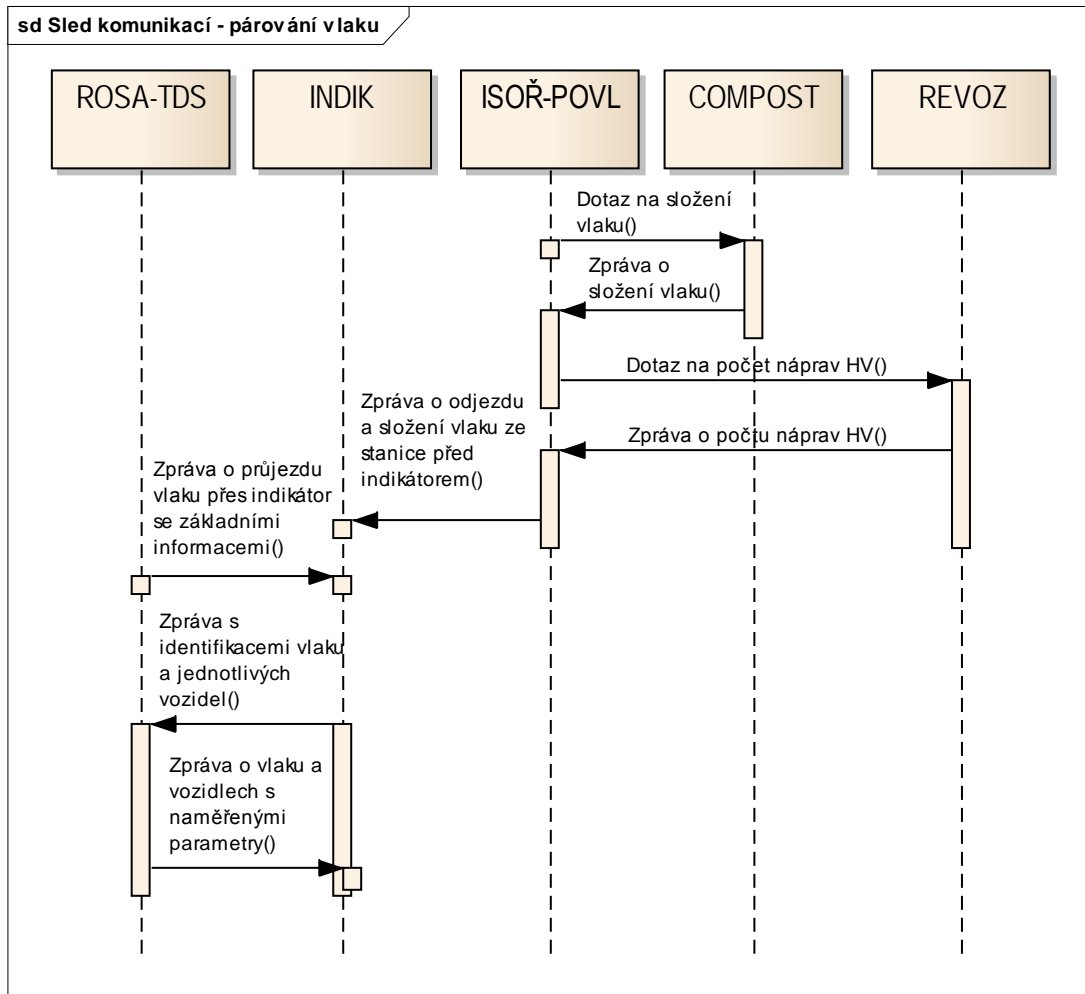 sd Sled komunikací - párování vlaku
ROSA-TDS
INDIK
ISOŘ-POVL
COMPOST
REVOZ
Dotaz na složení
vlaku()
Zpráva o
složení vlaku()
Dotaz na počet náprav HV()
Zpráva o odjezdu
a složení vlaku ze
stanice před
indikátorem()
Zpráva o počtu náprav HV()
Zpráva o průjezdu
vlaku přes indikátor
se základními
informacemi()
Zpráva s
identifikacemi vlaku
a jednotlivých
vozidel()
Zpráva o vlaku a
vozidlech s
naměřenými
parametry()